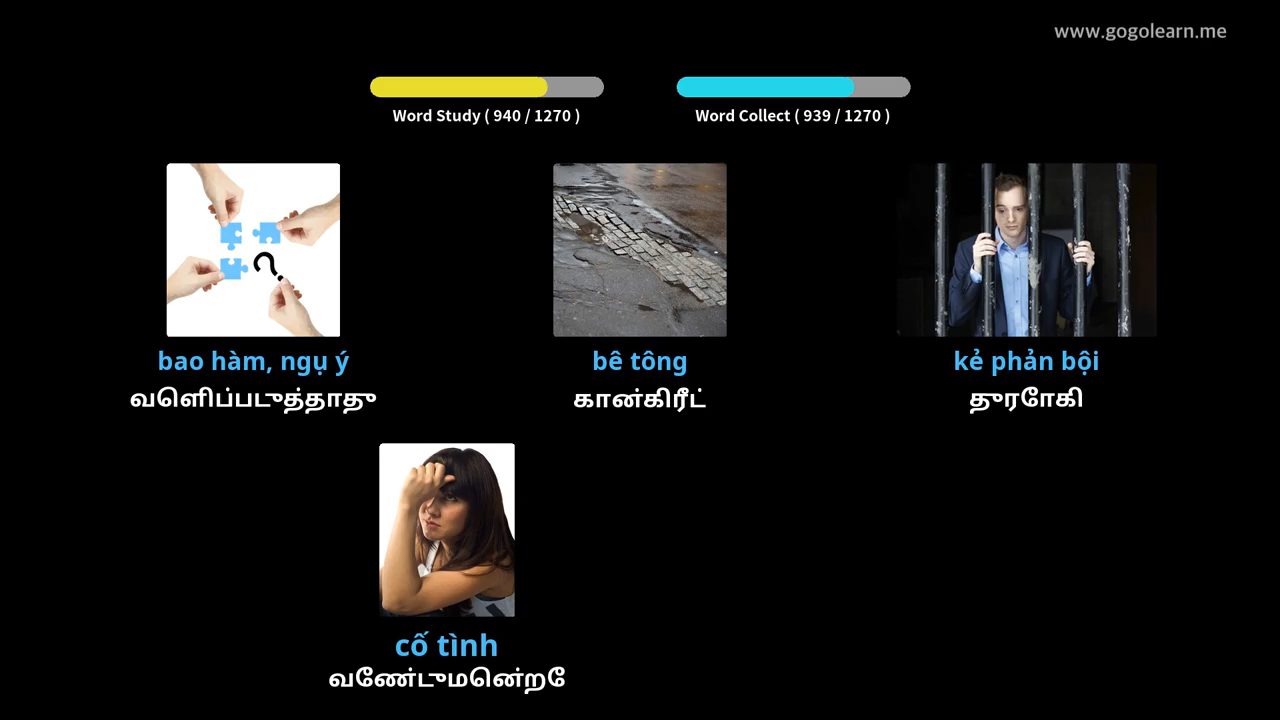 www.gogolearn.me
Word Study ( 940 / 1270 )
Word Collect ( 939 / 1270 )
bao hàm, ngụ ý
வெளிப்படுத்தாது
bê tông
கான்கிரீட்
kẻ phản bội
துரோகி
cố tình
வேண்டுமென்றே